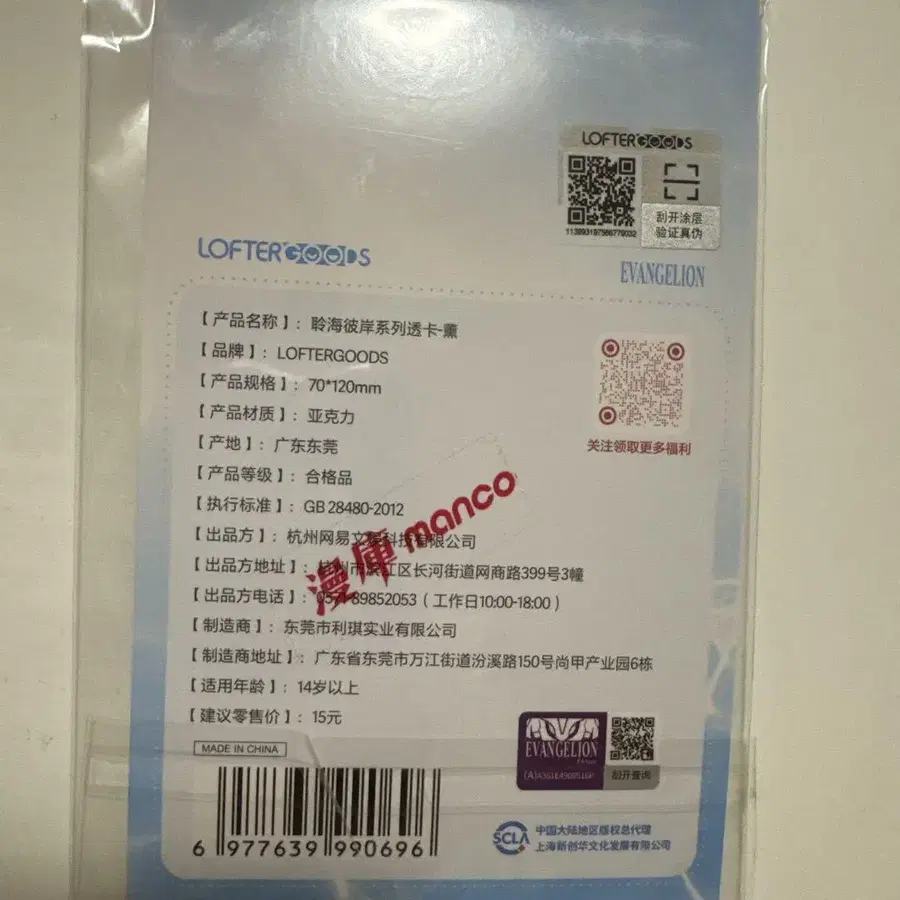 LOFTERGOODS
113993197566779032
刮开涂层
验证真伪
LOFTERGOODS
EVANGELION
【产品名称】：聆海彼岸系列透卡-薰
【品牌】：LOFTERGOODS
【产品规格】：70*120mm
【产品材质】：亚克力
【产地】：广东东莞
【产品等级】：合格品
【执行标准】：GB 28480-2012
【出品方】：杭州网易文 科技有限公司
【出品方地址】：杭州市滨江区长河街道网商路399号3幢
【出品方电话】：0571-89852053（工作日10:00-18:00）
【制造商】：东莞市利琪实业有限公司
【制造商地址】：广东省东莞市万江街道汾溪路150号尚甲产业园6栋
【适用年龄】：14岁以上
【建议零售价】：15元
关注领取更多福利
漫庫manco
MADE IN CHINA
6 977639 990696
EVANGELION
刮开查询
SCLA
中国大陆地区版权总代理
上海新创华文化发展有限公司